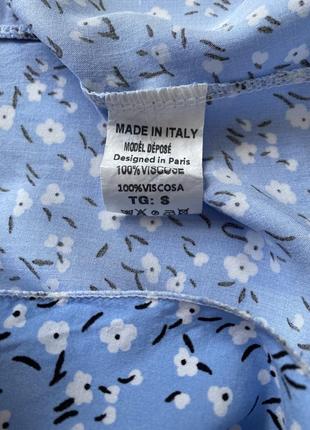 MADE IN ITALY
MODÈL DÉPOSÉ
Designed in Paris
100%VISCOSE
100%VISCOSA
TG: S